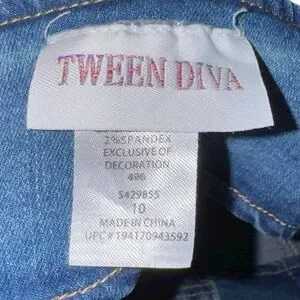 TWEEN DIVA
2%SPANDEX
EXCLUSIVE OF
DECORATION
496
S429855
10
MADE IN CHINA
UPC# 194170943592